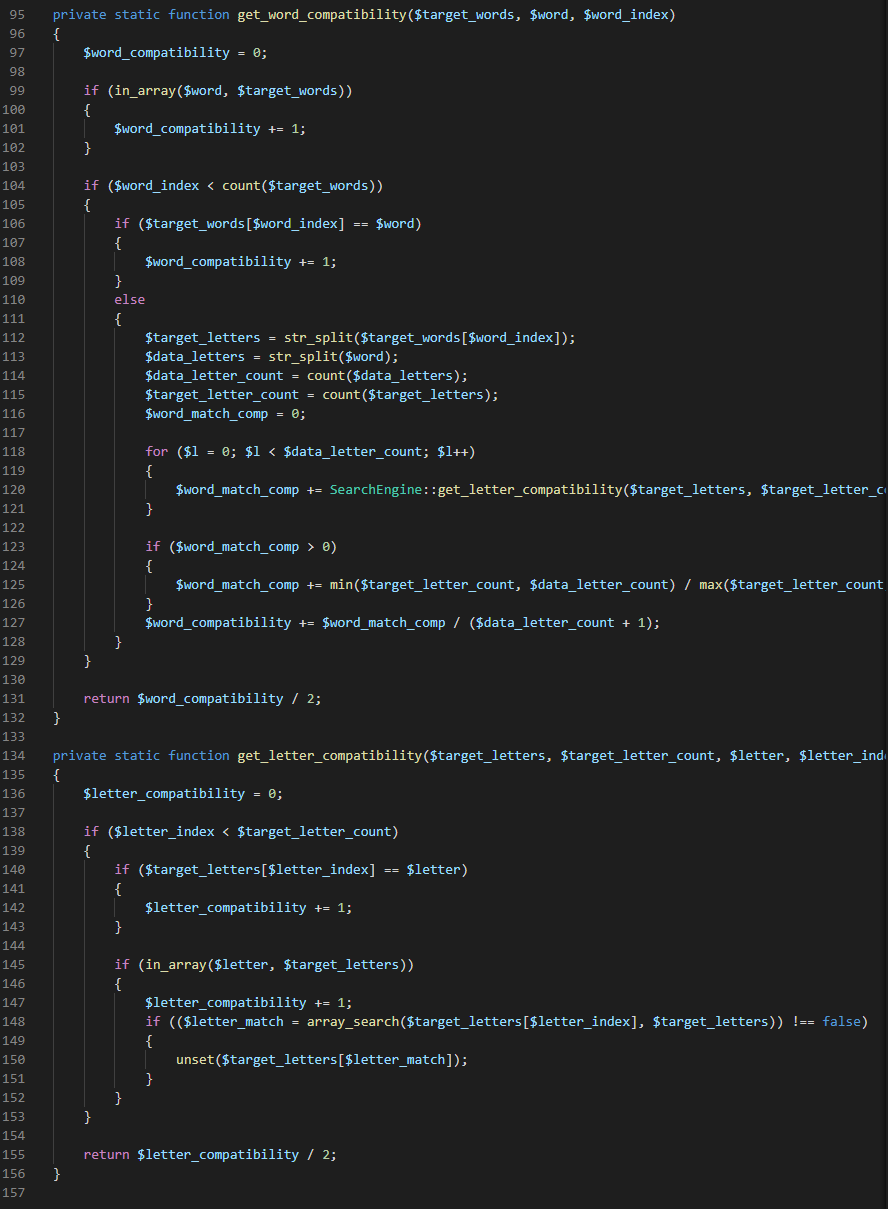 95 private static function get_word_compatibility($target_words, $word, $word_index)
96 {
97 $word_compatibility = 0;
98
99 if (in_array($word, $target_words))
100 {
101 $word_compatibility += 1;
102 }
103
104 if ($word_index < count($target_words))
105 {
106 if ($target_words[$word_index] == $word)
107 {
108 $word_compatibility += 1;
109 }
110 else
111 {
112 $target_letters = str_split($target_words[$word_index]);
113 $data_letters = str_split($word);
114 $data_letter_count = count($data_letters);
115 $target_letter_count = count($target_letters);
116 $word_match_comp = 0;
117
118 for ($l = 0; $l < $data_letter_count; $l++)
119 {
120 $word_match_comp += SearchEngine::get_letter_compatibility($target_letters, $target_letter_c
121 }
122
123 if ($word_match_comp > 0)
124 {
125 $word_match_comp += min($target_letter_count, $data_letter_count) / max($target_letter_count
126 }
127 $word_compatibility += $word_match_comp / ($data_letter_count + 1);
128 }
129 }
130
131 return $word_compatibility / 2;
132 }
133
134 private static function get_letter_compatibility($target_letters, $target_letter_count, $letter, $letter_ind
135 {
136 $letter_compatibility = 0;
137
138 if ($letter_index < $target_letter_count)
139 {
140 if ($target_letters[$letter_index] == $letter)
141 {
142 $letter_compatibility += 1;
143 }
144
145 if (in_array($letter, $target_letters))
146 {
147 $letter_compatibility += 1;
148 if (($letter_match = array_search($target_letters[$letter_index], $target_letters)) !== false)
149 {
150 unset($target_letters[$letter_match]);
151 }
152 }
153 }
154
155 return $letter_compatibility / 2;
156 }
157